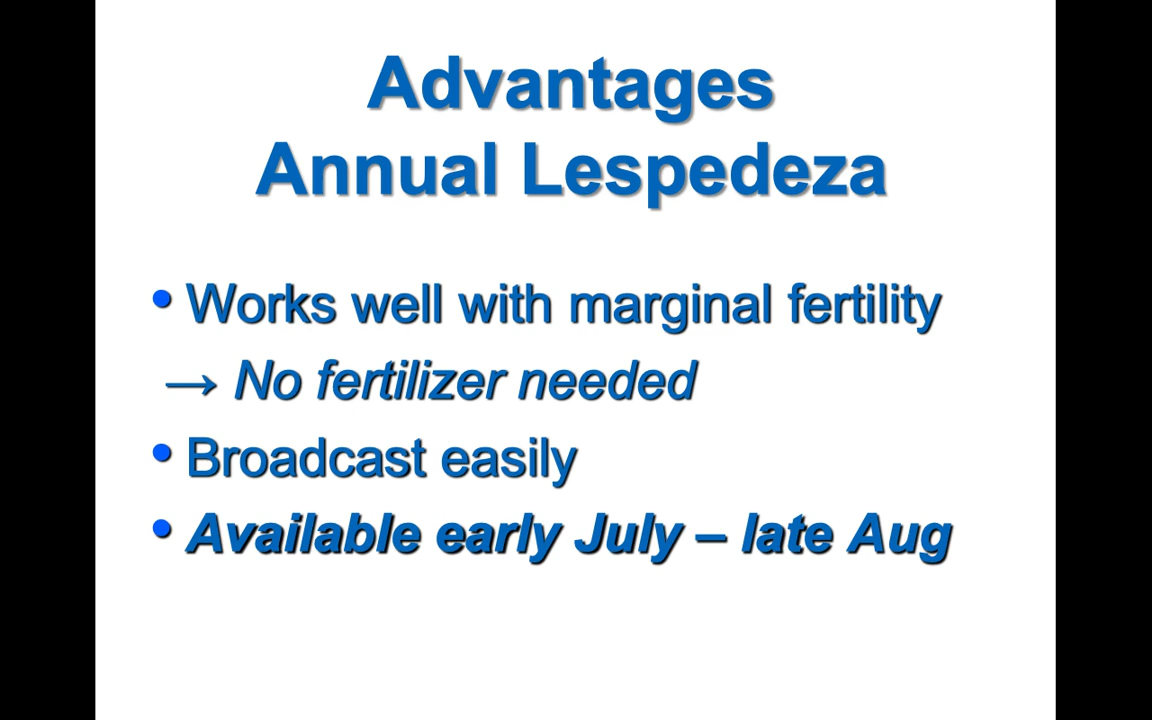 Advantages
Annual Lespedeza
• Works well with marginal fertility
→ No fertilizer needed
• Broadcast easily
• Available early July – late Aug